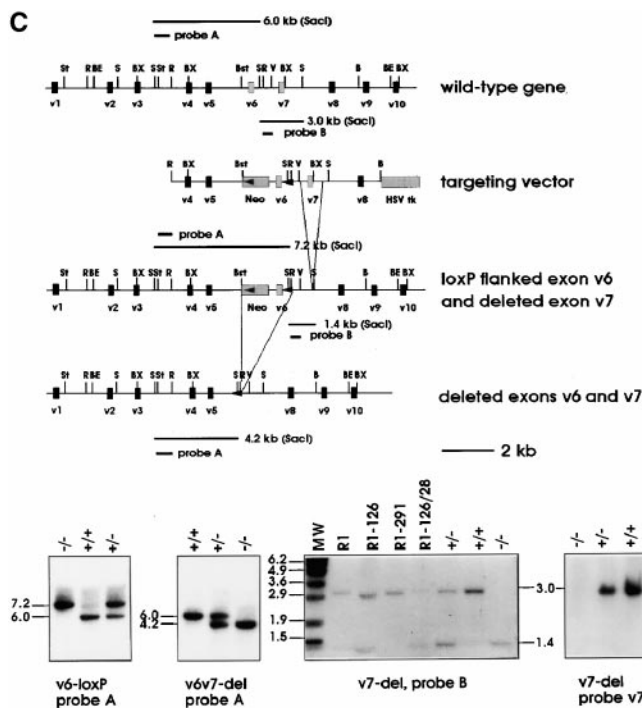 C
6.0 kb (SacI)
probe A
St RBE S BX SSt R BX Bst SR V BX S B BE BX
v1 v2 v3 v4 v5 v6 v7 v8 v9 v10
wild-type gene
3.0 kb (SacI)
probe B
R BX Bst SR V BX S B
v4 v5 Neo v6 v7 v8 HSV tk
targeting vector
probe A
7.2 kb (SacI)
St RBE S BX SSt R BX Bst SR V S B BE BX
v1 v2 v3 v4 v5 Neo v6 v8 v9 v10
loxP flanked exon v6
and deleted exon v7
1.4 kb (SacI)
probe B
St RBE S BX SSt R BX SRV S B BE BX
v1 v2 v3 v4 v5 v8 v9 v10
deleted exons v6 and v7
4.2 kb (SacI)
probe A
2 kb
-/- +/+ +/-
7.2
6.0
v6-loxP
probe A
+/+ +/- -/-
6.0
4.2
v6v7-del
probe A
MW R1 R1-126 R1-291 R1-126/28 +/- +/+ -/-
6.2
4.9
3.6
2.9
1.9
1.5
v7-del, probe B
-/- +/- +/+
3.0
1.4
v7-del
probe v7